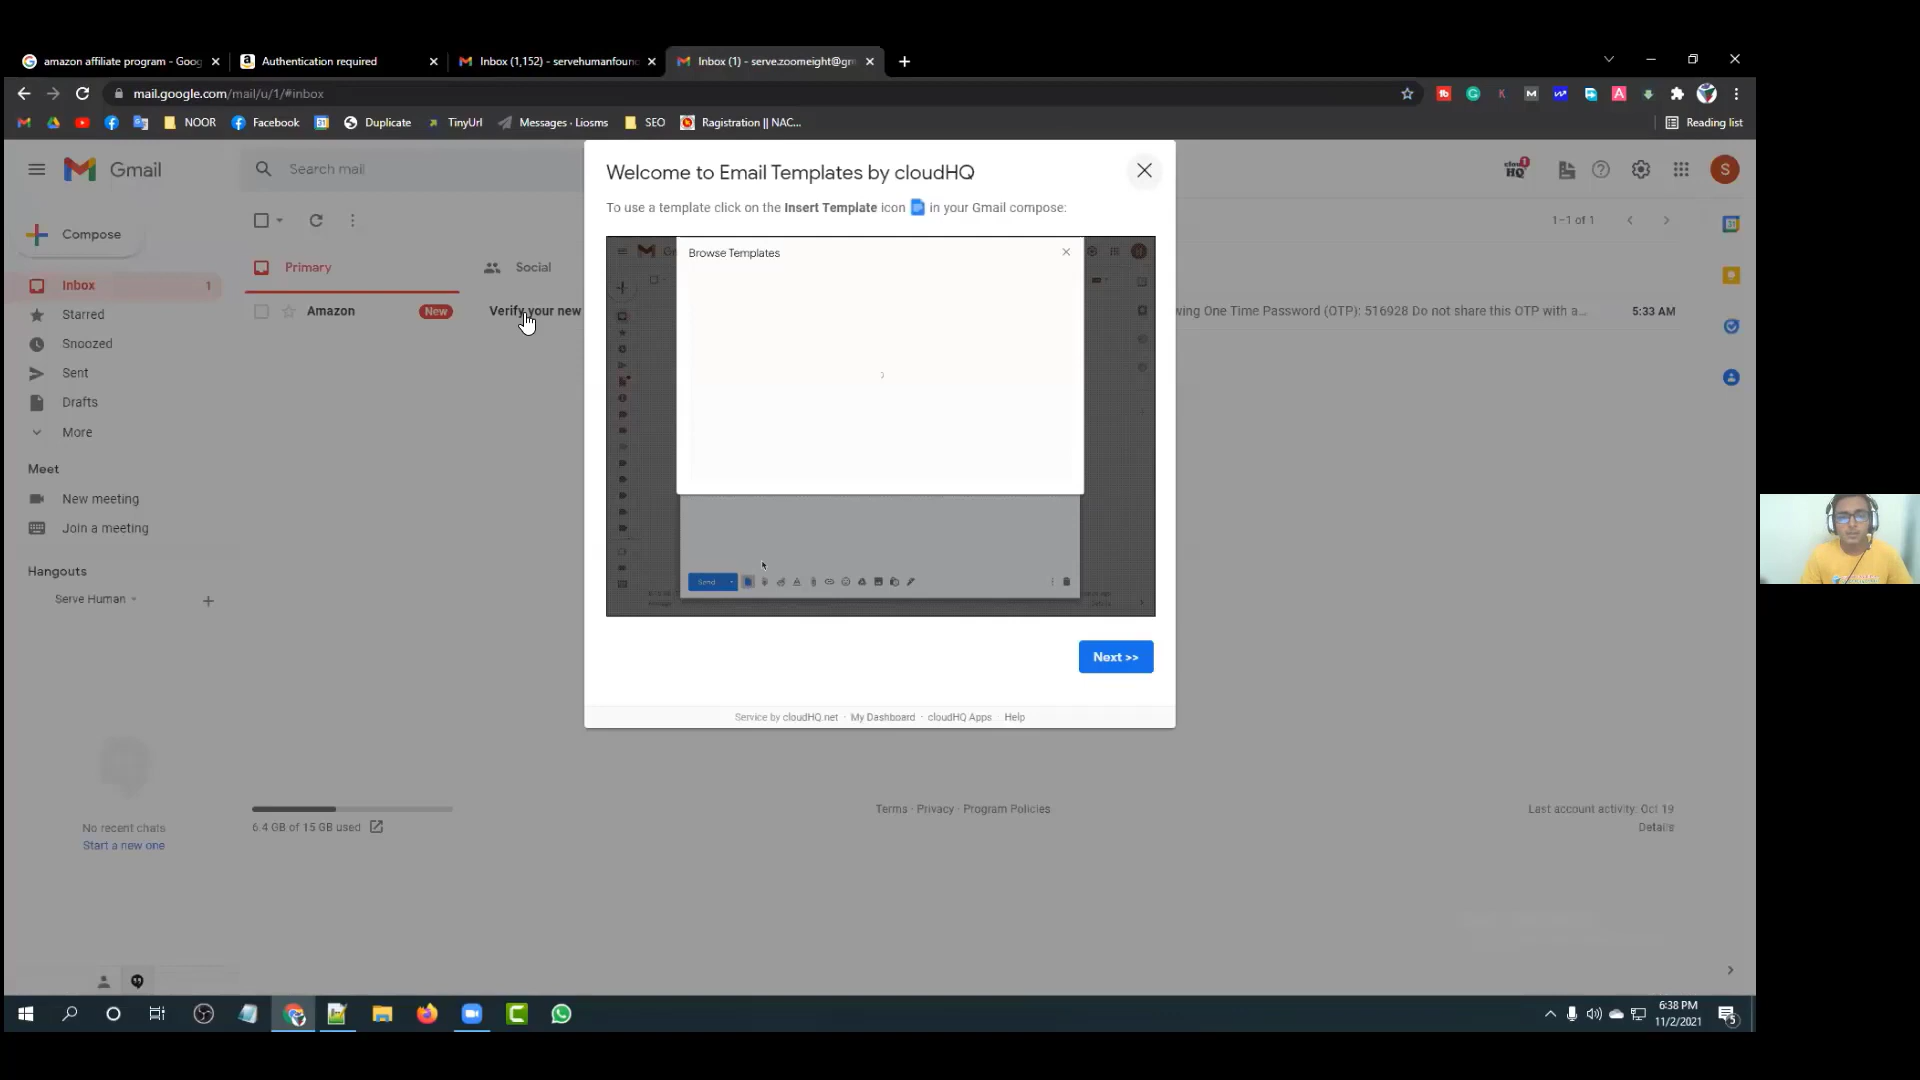 amazon affiliate program - Goog
Authentication required
Inbox (1,152) - servehumanfoun
Inbox (1) - serve.zoomeight@gm
mail.google.com/mail/u/1/#inbox
NOOR
Facebook
Duplicate
TinyUrl
Messages · Liosms
SEO
Ragistration || NAC...
Reading list
Gmail
Search mail
Welcome to Email Templates by cloudHQ
To use a template click on the Insert Template icon in your Gmail compose:
Compose
1–1 of 1
Browse Templates
Inbox 1
Primary
Social
Amazon New Verify your new
wing One Time Password (OTP): 516928 Do not share this OTP with a... 5:33 AM
Starred
Snoozed
Sent
Drafts
More
Meet
New meeting
Join a meeting
Hangouts
Serve Human
Send
Next >>
Service by cloudHQ.net · My Dashboard · cloudHQ Apps Help
No recent chats
Start a new one
6.4 GB of 15 GB used
Terms · Privacy · Program Policies
Last account activity: Oct 19
Details
6:38 PM
11/2/2021